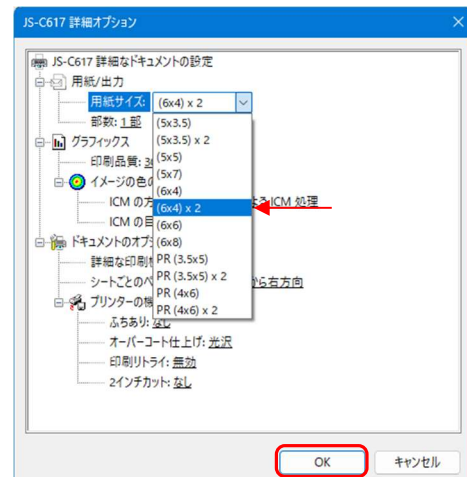 JS-C617 詳細オプション
JS-C617 詳細なドキュメントの設定
用紙/出力
用紙サイズ: (6x4) x 2
部数: 1 部
(5x3.5)
(5x3.5) x 2
(5x5)
(5x7)
(6x4)
(6x4) x 2
(6x6)
(6x8)
PR (3.5x5)
PR (3.5x5) x 2
PR (4x6)
PR (4x6) x 2
グラフィックス
印刷品質:
イメージの色の
ICM の方
ICM 処理
ICM の目
ドキュメントのオプ
詳細な印刷
シートごとのペ
から右方向
プリンターの機
ふちあり: なし
オーバーコート仕上げ: 光沢
印刷リトライ: 無効
2インチカット: なし
OK
キャンセル